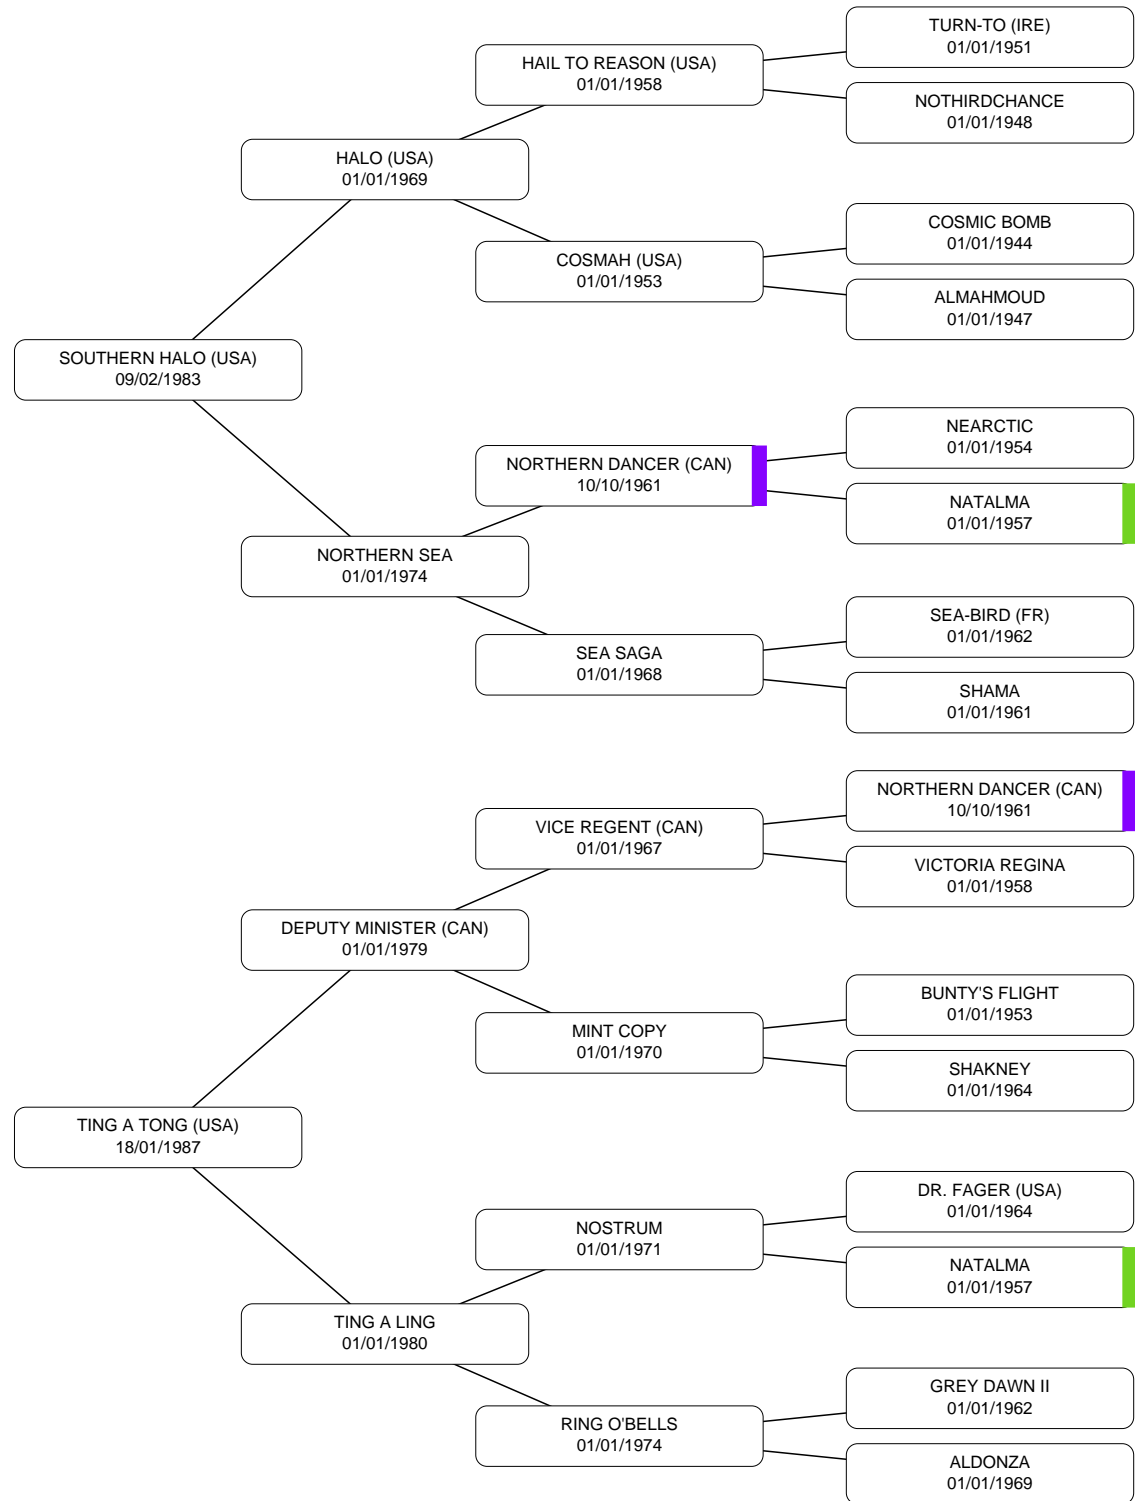 TURN-TO (IRE)
01/01/1951
HAIL TO REASON (USA)
01/01/1958
NOTHIRDCHANCE
01/01/1948
HALO (USA)
01/01/1969
COSMIC BOMB
01/01/1944
COSMAH (USA)
01/01/1953
ALMAHMOUD
01/01/1947
SOUTHERN HALO (USA)
09/02/1983
NEARCTIC
01/01/1954
NORTHERN DANCER (CAN)
10/10/1961
NATALMA
01/01/1957
NORTHERN SEA
01/01/1974
SEA-BIRD (FR)
01/01/1962
SEA SAGA
01/01/1968
SHAMA
01/01/1961
NORTHERN DANCER (CAN)
10/10/1961
VICE REGENT (CAN)
01/01/1967
VICTORIA REGINA
01/01/1958
DEPUTY MINISTER (CAN)
01/01/1979
BUNTY'S FLIGHT
01/01/1953
MINT COPY
01/01/1970
SHAKNEY
01/01/1964
TING A TONG (USA)
18/01/1987
DR. FAGER (USA)
01/01/1964
NOSTRUM
01/01/1971
NATALMA
01/01/1957
TING A LING
01/01/1980
GREY DAWN II
01/01/1962
RING O'BELLS
01/01/1974
ALDONZA
01/01/1969